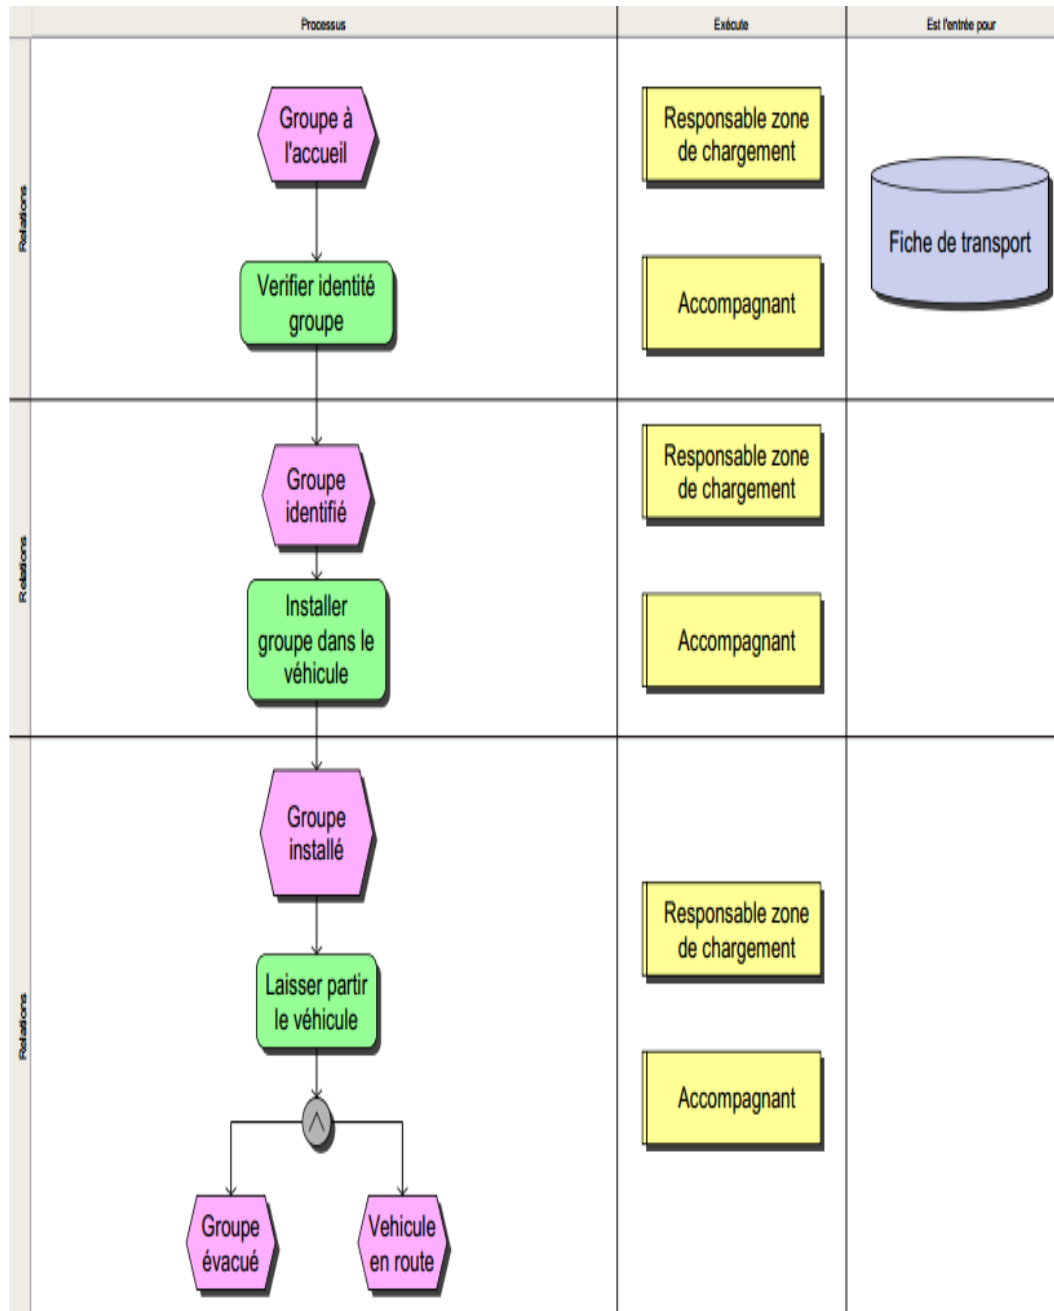 Processus
Exécute
Est l'entrée pour
Relations
Groupe à
l'accueil
Responsable zone
de chargement
Fiche de transport
Verifier identité
groupe
Accompagnant
Relations
Groupe
identifié
Responsable zone
de chargement
Installer
groupe dans le
véhicule
Accompagnant
Relations
Groupe
installé
Responsable zone
de chargement
Laisser partir
le véhicule
Accompagnant
Groupe
évacué
Vehicule
en route